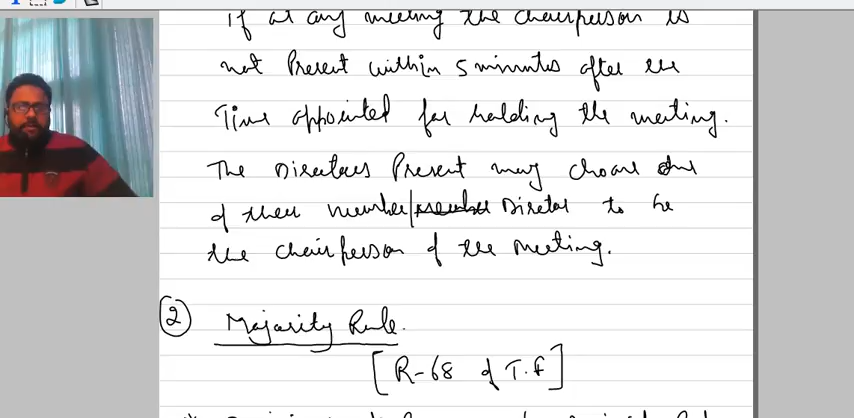 If at any meeting the chairperson is
not Present within 5 minutes after the
Time appointed for holding the meeting.
The Directors Present may choose one
of their number/member Director to be
the chairperson of the meeting.
② Majority Rule.
[R-68 of T.F]